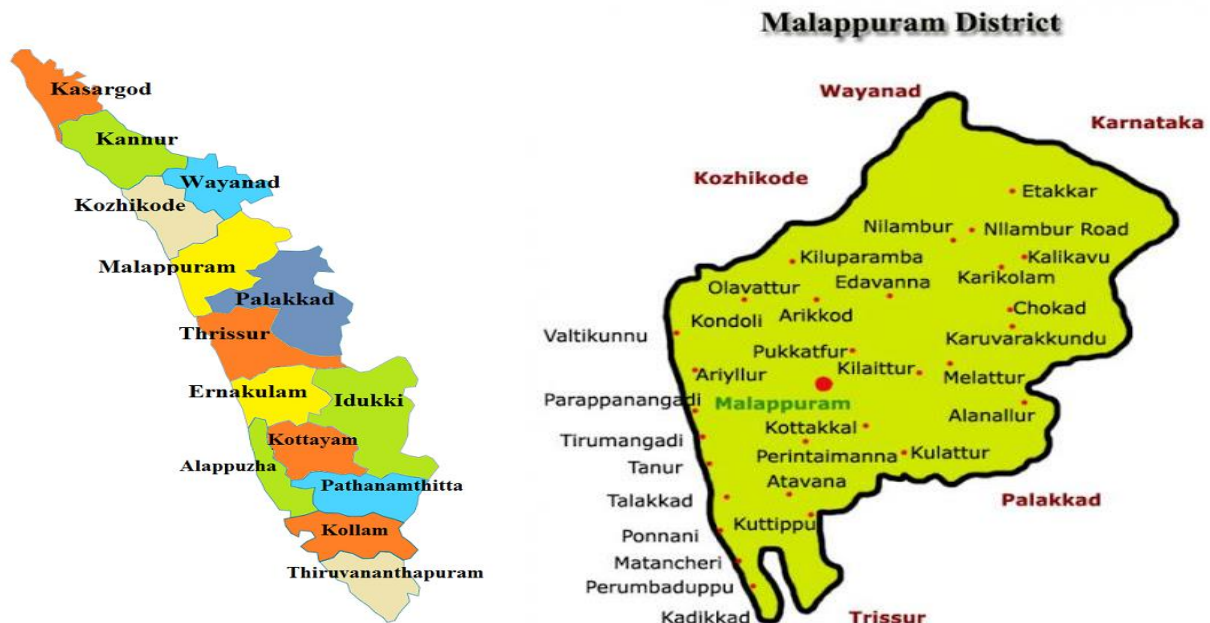 Kasargod
Kannur
Wayanad
Kozhikode
Malappuram
Palakkad
Thrissur
Ernakulam
Idukki
Kottayam
Alappuzha
Pathanamthitta
Kollam
Thiruvananthapuram
Malappuram District
Wayanad
Karnataka
Kozhikode
Etakkar
Nilambur
Nllambur Road
Kiluparamba
Kalikavu
Karikolam
Olavattur
Edavanna
Kondoli
Arikkod
Chokad
Valtikunnu
Karuvarakkundu
Pukkatfur
Ariyllur
Kilaittur
Melattur
Parappanangadi
Malappuram
Alanallur
Tirumangadi
Kottakkal
Tanur
Perintaimanna
Kulattur
Talakkad
Atavana
Palakkad
Ponnani
Kuttippu
Matancheri
Perumbaduppu
Kadikkad
Trissur